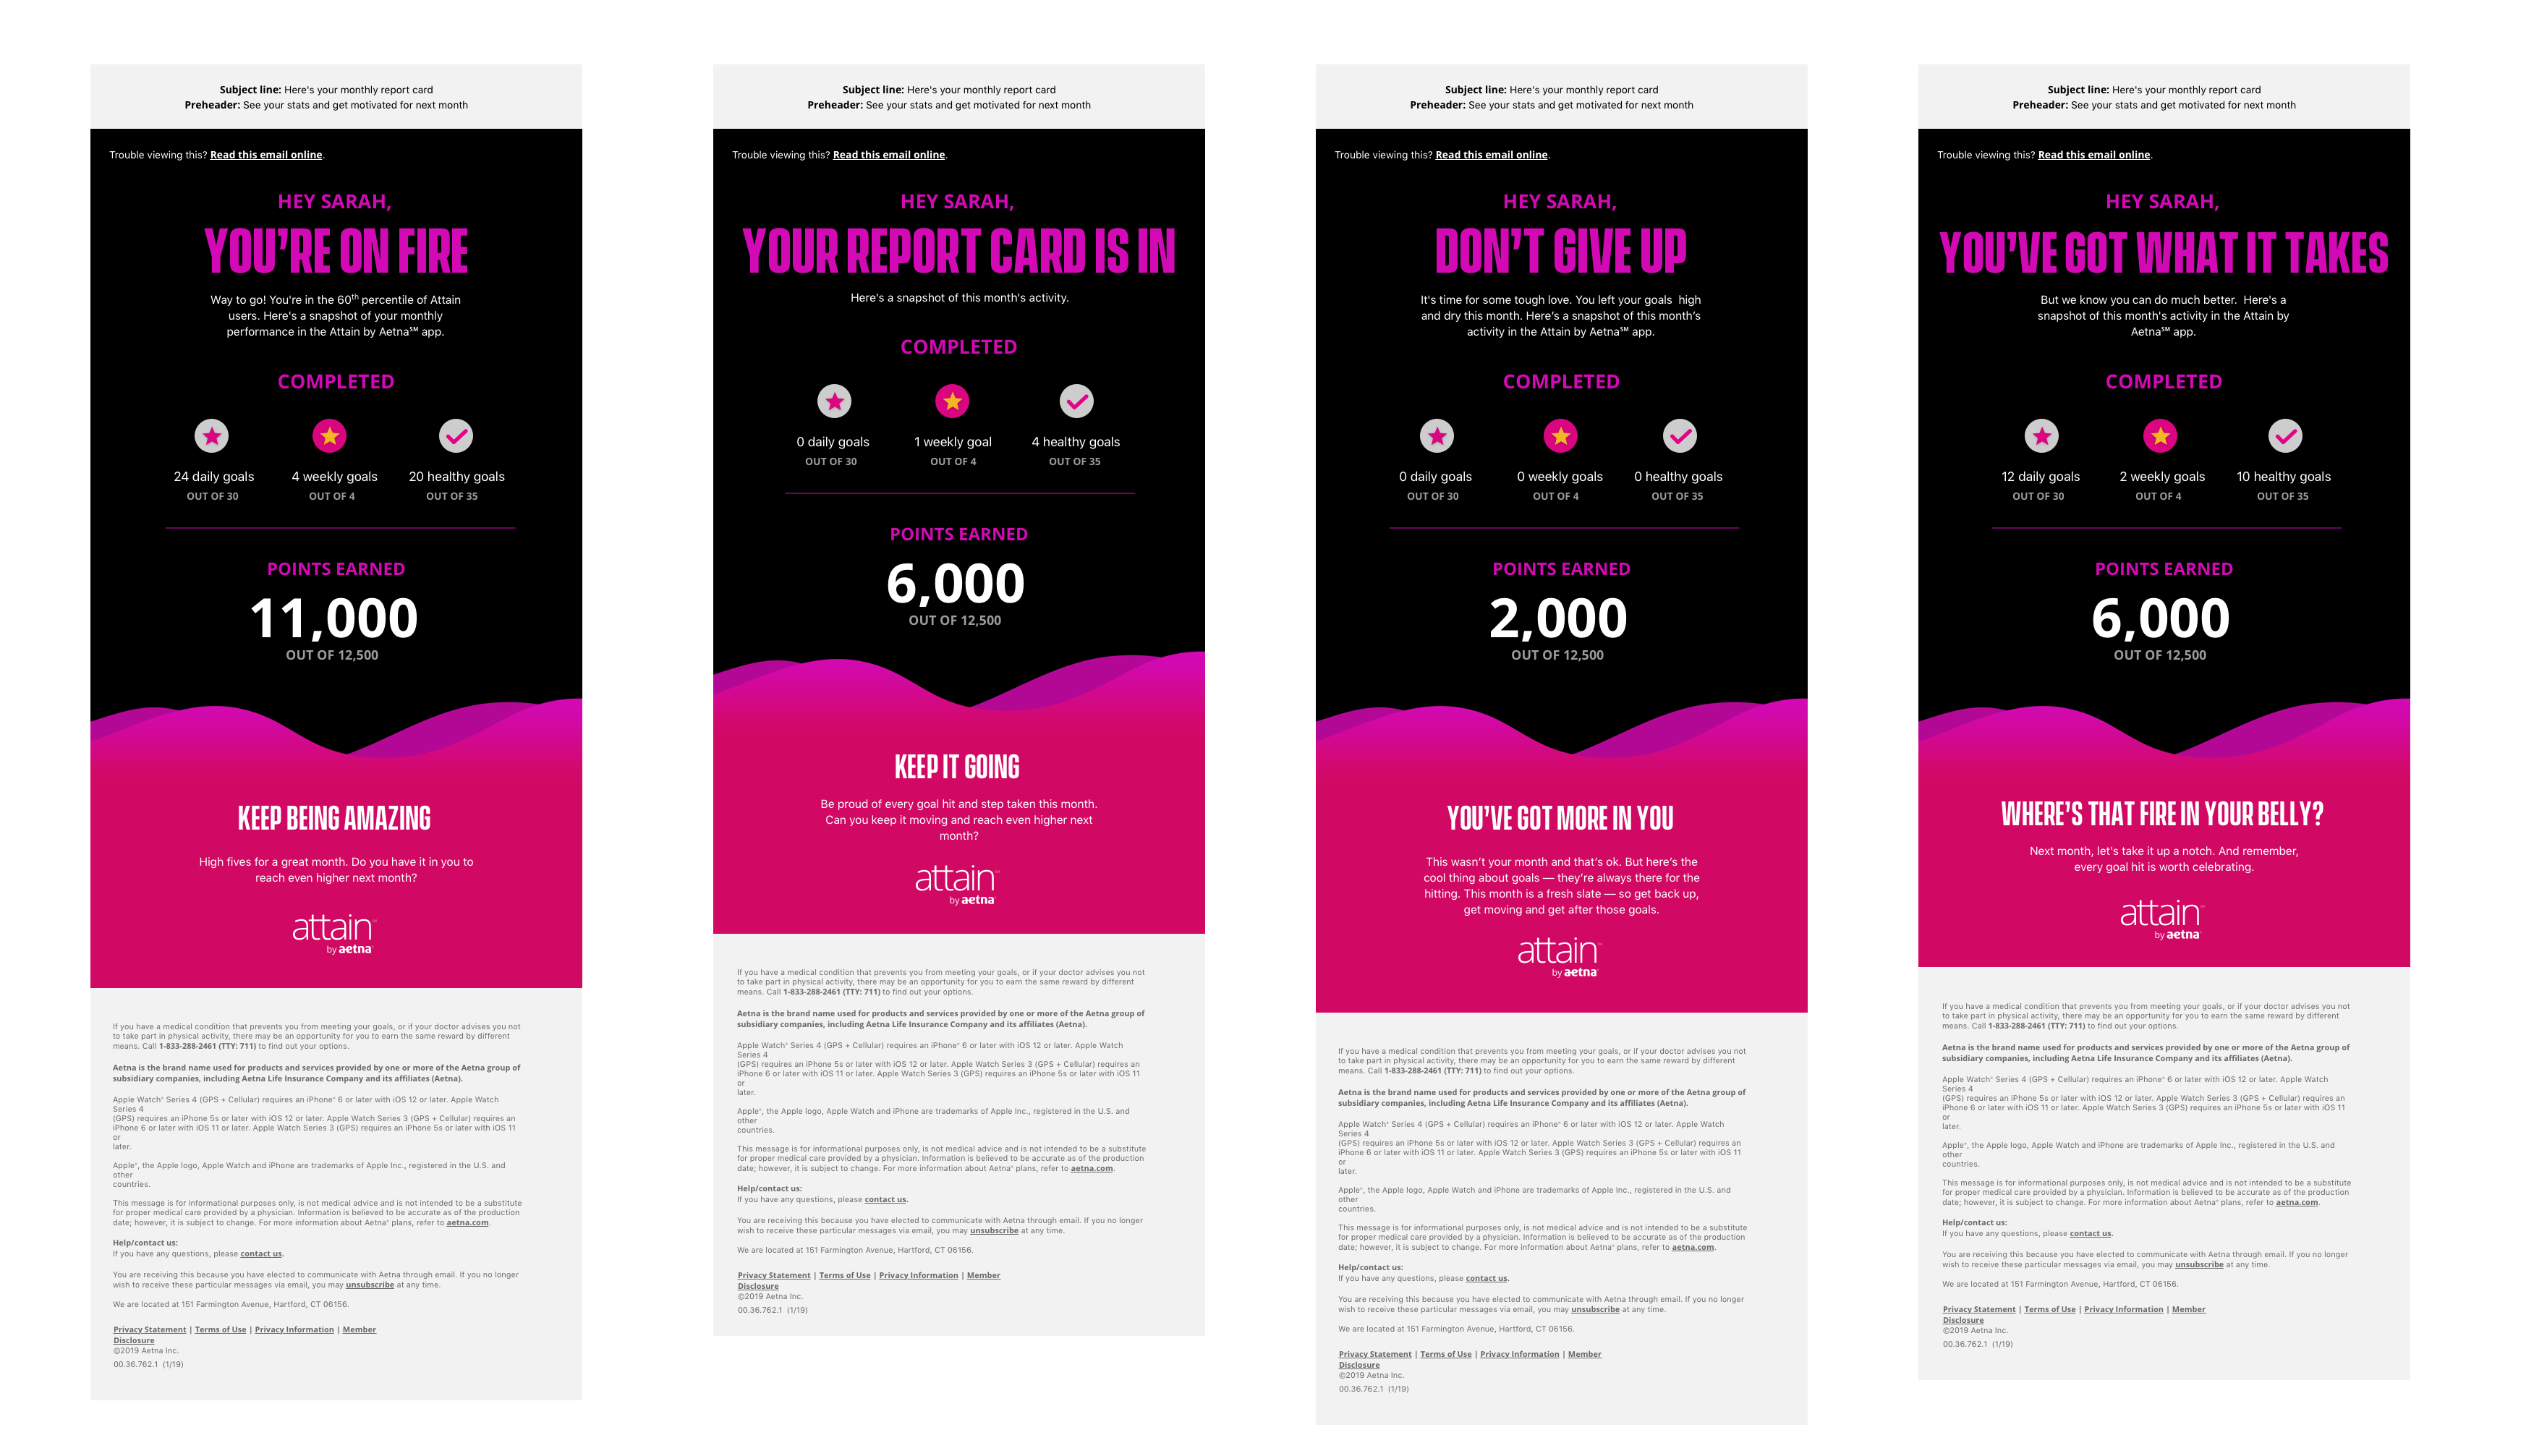 Subject line: Here's your monthly report card
Preheader: See your stats and get motivated for next month
Trouble viewing this? Read this email online.
HEY SARAH,
YOU'RE ON FIRE
Way to go! You're in the 60th percentile of Attain
users. Here's a snapshot of your monthly
performance in the Attain by Aetna℠ app.
COMPLETED
24 daily goals 4 weekly goals 20 healthy goals
OUT OF 30 OUT OF 4 OUT OF 35
POINTS EARNED
11,000
OUT OF 12,500
KEEP BEING AMAZING
High fives for a great month. Do you have it in you to
reach even higher next month?
attain℠
by aetna®
If you have a medical condition that prevents you from meeting your goals, or if your doctor advises you not
to take part in physical activity, there may be an opportunity for you to earn the same reward by different
means. Call 1-833-288-2461 (TTY: 711) to find out your options.
Aetna is the brand name used for products and services provided by one or more of the Aetna group of
subsidiary companies, including Aetna Life Insurance Company and its affiliates (Aetna).
Apple Watch® Series 4 (GPS + Cellular) requires an iPhone® 6 or later with iOS 12 or later. Apple Watch
Series 4
(GPS) requires an iPhone 5s or later with iOS 12 or later. Apple Watch Series 3 (GPS + Cellular) requires an
iPhone 6 or later with iOS 11 or later. Apple Watch Series 3 (GPS) requires an iPhone 5s or later with iOS 11
or
later.
Apple®, the Apple logo, Apple Watch and iPhone are trademarks of Apple Inc., registered in the U.S. and
other
countries.
This message is for informational purposes only, is not medical advice and is not intended to be a substitute
for proper medical care provided by a physician. Information is believed to be accurate as of the production
date; however, it is subject to change. For more information about Aetna® plans, refer to aetna.com.
Help/contact us:
If you have any questions, please contact us.
You are receiving this because you have elected to communicate with Aetna through email. If you no longer
wish to receive these particular messages via email, you may unsubscribe at any time.
We are located at 151 Farmington Avenue, Hartford, CT 06156.
Privacy Statement | Terms of Use | Privacy Information | Member
Disclosure
©2019 Aetna Inc.
00.36.762.1 (1/19)
Subject line: Here's your monthly report card
Preheader: See your stats and get motivated for next month
Trouble viewing this? Read this email online.
HEY SARAH,
YOUR REPORT CARD IS IN
Here's a snapshot of this month's activity.
COMPLETED
0 daily goals 1 weekly goal 4 healthy goals
OUT OF 30 OUT OF 4 OUT OF 35
POINTS EARNED
6,000
OUT OF 12,500
KEEP IT GOING
Be proud of every goal hit and step taken this month.
Can you keep it moving and reach even higher next
month?
attain℠
by aetna®
If you have a medical condition that prevents you from meeting your goals, or if your doctor advises you not
to take part in physical activity, there may be an opportunity for you to earn the same reward by different
means. Call 1-833-288-2461 (TTY: 711) to find out your options.
Aetna is the brand name used for products and services provided by one or more of the Aetna group of
subsidiary companies, including Aetna Life Insurance Company and its affiliates (Aetna).
Apple Watch® Series 4 (GPS + Cellular) requires an iPhone® 6 or later with iOS 12 or later. Apple Watch
Series 4
(GPS) requires an iPhone 5s or later with iOS 12 or later. Apple Watch Series 3 (GPS + Cellular) requires an
iPhone 6 or later with iOS 11 or later. Apple Watch Series 3 (GPS) requires an iPhone 5s or later with iOS 11
or
later.
Apple®, the Apple logo, Apple Watch and iPhone are trademarks of Apple Inc., registered in the U.S. and
other
countries.
This message is for informational purposes only, is not medical advice and is not intended to be a substitute
for proper medical care provided by a physician. Information is believed to be accurate as of the production
date; however, it is subject to change. For more information about Aetna® plans, refer to aetna.com.
Help/contact us:
If you have any questions, please contact us.
You are receiving this because you have elected to communicate with Aetna through email. If you no longer
wish to receive these particular messages via email, you may unsubscribe at any time.
We are located at 151 Farmington Avenue, Hartford, CT 06156.
Privacy Statement | Terms of Use | Privacy Information | Member
Disclosure
©2019 Aetna Inc.
00.36.762.1 (1/19)
Subject line: Here's your monthly report card
Preheader: See your stats and get motivated for next month
Trouble viewing this? Read this email online.
HEY SARAH,
DON'T GIVE UP
It's time for some tough love. You left your goals high
and dry this month. Here's a snapshot of this month's
activity in the Attain by Aetna℠ app.
COMPLETED
0 daily goals 0 weekly goals 0 healthy goals
OUT OF 30 OUT OF 4 OUT OF 35
POINTS EARNED
2,000
OUT OF 12,500
YOU'VE GOT MORE IN YOU
This wasn't your month and that's ok. But here's the
cool thing about goals — they're always there for the
hitting. This month is a fresh slate — so get back up,
get moving and get after those goals.
attain℠
by aetna®
If you have a medical condition that prevents you from meeting your goals, or if your doctor advises you not
to take part in physical activity, there may be an opportunity for you to earn the same reward by different
means. Call 1-833-288-2461 (TTY: 711) to find out your options.
Aetna is the brand name used for products and services provided by one or more of the Aetna group of
subsidiary companies, including Aetna Life Insurance Company and its affiliates (Aetna).
Apple Watch® Series 4 (GPS + Cellular) requires an iPhone® 6 or later with iOS 12 or later. Apple Watch
Series 4
(GPS) requires an iPhone 5s or later with iOS 12 or later. Apple Watch Series 3 (GPS + Cellular) requires an
iPhone 6 or later with iOS 11 or later. Apple Watch Series 3 (GPS) requires an iPhone 5s or later with iOS 11
or
later.
Apple®, the Apple logo, Apple Watch and iPhone are trademarks of Apple Inc., registered in the U.S. and
other
countries.
This message is for informational purposes only, is not medical advice and is not intended to be a substitute
for proper medical care provided by a physician. Information is believed to be accurate as of the production
date; however, it is subject to change. For more information about Aetna® plans, refer to aetna.com.
Help/contact us:
If you have any questions, please contact us.
You are receiving this because you have elected to communicate with Aetna through email. If you no longer
wish to receive these particular messages via email, you may unsubscribe at any time.
We are located at 151 Farmington Avenue, Hartford, CT 06156.
Privacy Statement | Terms of Use | Privacy Information | Member
Disclosure
©2019 Aetna Inc.
00.36.762.1 (1/19)
Subject line: Here's your monthly report card
Preheader: See your stats and get motivated for next month
Trouble viewing this? Read this email online.
HEY SARAH,
YOU'VE GOT WHAT IT TAKES
But we know you can do much better. Here's a
snapshot of this month's activity in the Attain by
Aetna℠ app.
COMPLETED
12 daily goals 2 weekly goals 10 healthy goals
OUT OF 30 OUT OF 4 OUT OF 35
POINTS EARNED
6,000
OUT OF 12,500
WHERE'S THAT FIRE IN YOUR BELLY?
Next month, let's take it up a notch. And remember,
every goal hit is worth celebrating.
attain℠
by aetna®
If you have a medical condition that prevents you from meeting your goals, or if your doctor advises you not
to take part in physical activity, there may be an opportunity for you to earn the same reward by different
means. Call 1-833-288-2461 (TTY: 711) to find out your options.
Aetna is the brand name used for products and services provided by one or more of the Aetna group of
subsidiary companies, including Aetna Life Insurance Company and its affiliates (Aetna).
Apple Watch® Series 4 (GPS + Cellular) requires an iPhone® 6 or later with iOS 12 or later. Apple Watch
Series 4
(GPS) requires an iPhone 5s or later with iOS 12 or later. Apple Watch Series 3 (GPS + Cellular) requires an
iPhone 6 or later with iOS 11 or later. Apple Watch Series 3 (GPS) requires an iPhone 5s or later with iOS 11
or
later.
Apple®, the Apple logo, Apple Watch and iPhone are trademarks of Apple Inc., registered in the U.S. and
other
countries.
This message is for informational purposes only, is not medical advice and is not intended to be a substitute
for proper medical care provided by a physician. Information is believed to be accurate as of the production
date; however, it is subject to change. For more information about Aetna® plans, refer to aetna.com.
Help/contact us:
If you have any questions, please contact us.
You are receiving this because you have elected to communicate with Aetna through email. If you no longer
wish to receive these particular messages via email, you may unsubscribe at any time.
We are located at 151 Farmington Avenue, Hartford, CT 06156.
Privacy Statement | Terms of Use | Privacy Information | Member
Disclosure
©2019 Aetna Inc.
00.36.762.1 (1/19)